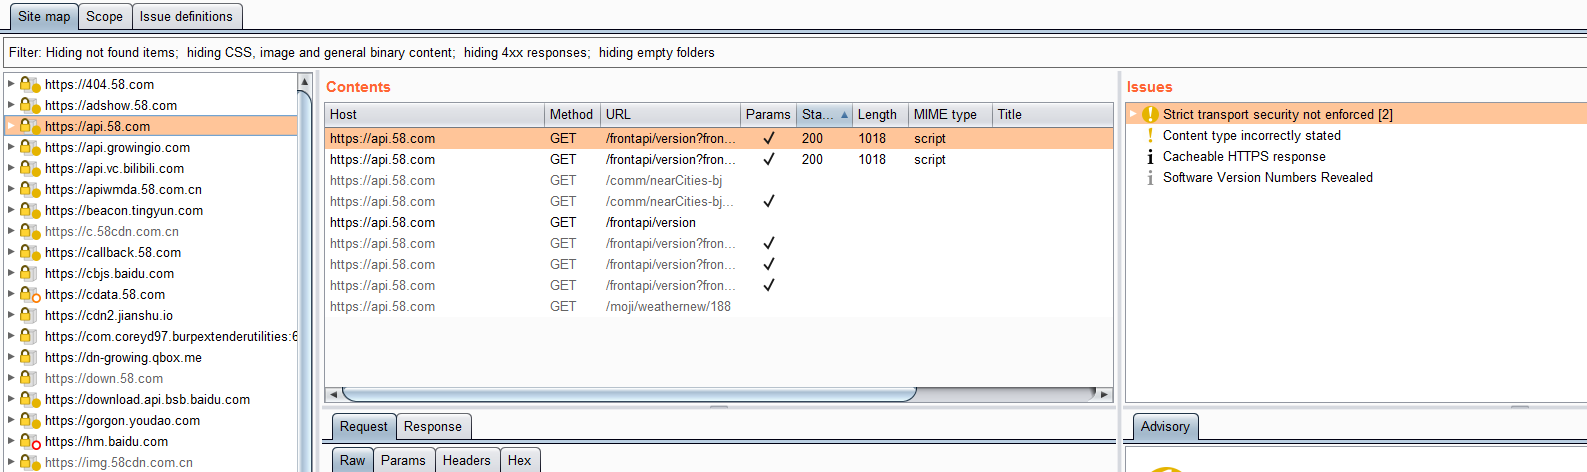 Site map Scope Issue definitions
Filter: Hiding not found items; hiding CSS, image and general binary content; hiding 4xx responses; hiding empty folders
https://404.58.com
https://adshow.58.com
https://api.58.com
https://api.growingio.com
https://api.vc.bilibili.com
https://apiwmda.58.com.cn
https://beacon.tingyun.com
https://c.58cdn.com.cn
https://callback.58.com
https://cbjs.baidu.com
https://cdata.58.com
https://cdn2.jianshu.io
https://com.coreyd97.burpextenderutilities:6
https://dn-growing.qbox.me
https://down.58.com
https://download.api.bsb.baidu.com
https://gorgon.youdao.com
https://hm.baidu.com
https://img.58cdn.com.cn
Contents
Host Method URL Params Sta... Length MIME type Title
https://api.58.com GET /frontapi/version?fron... ✓ 200 1018 script
https://api.58.com GET /frontapi/version?fron... ✓ 200 1018 script
https://api.58.com GET /comm/nearCities-bj
https://api.58.com GET /comm/nearCities-bj... ✓
https://api.58.com GET /frontapi/version
https://api.58.com GET /frontapi/version?fron... ✓
https://api.58.com GET /frontapi/version?fron... ✓
https://api.58.com GET /frontapi/version?fron... ✓
https://api.58.com GET /moji/weathernew/188
Request Response
Raw Params Headers Hex
Issues
Strict transport security not enforced [2]
Content type incorrectly stated
Cacheable HTTPS response
Software Version Numbers Revealed
Advisory